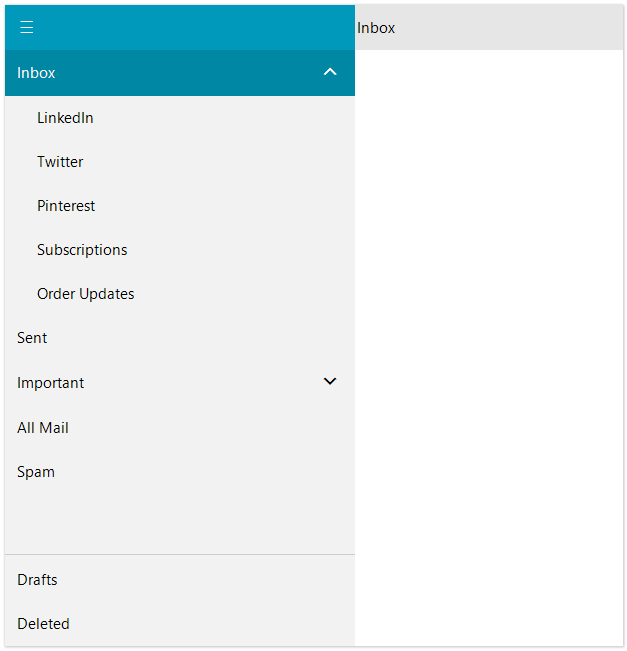 Inbox
Inbox
LinkedIn
Twitter
Pinterest
Subscriptions
Order Updates
Sent
Important
All Mail
Spam
Drafts
Deleted